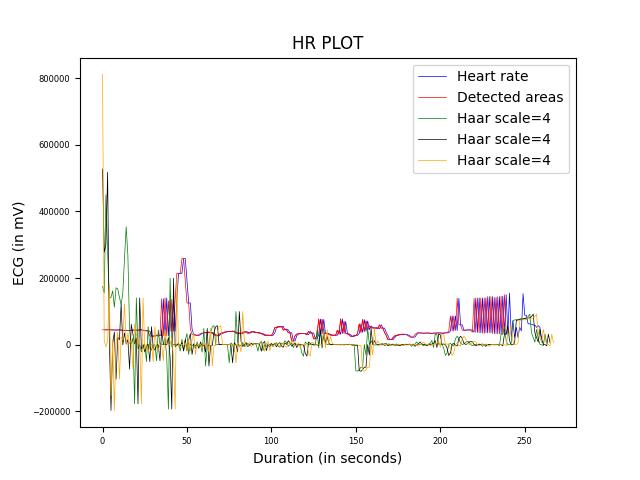 HR PLOT
Heart rate
Detected areas
Haar scale=4
Haar scale=4
Haar scale=4
800000
600000
400000
200000
0
−200000
ECG (in mV)
0 50 100 150 200 250
Duration (in seconds)